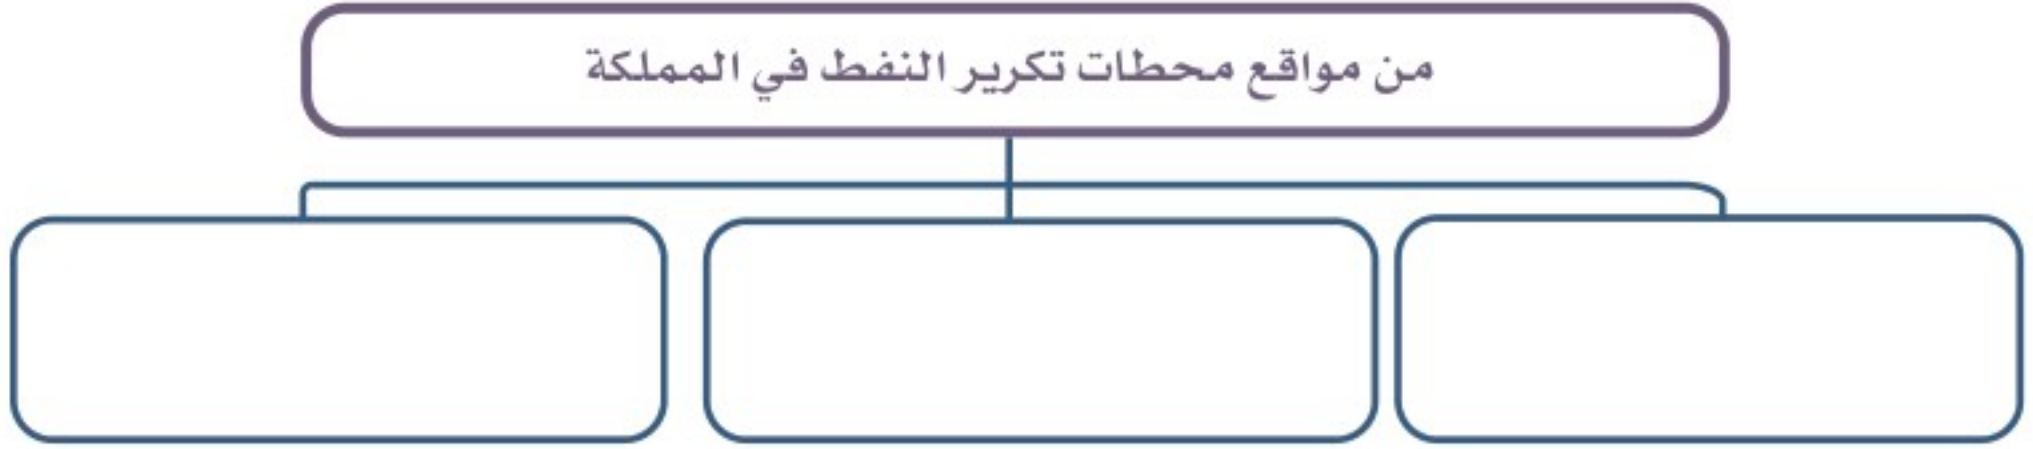 من مواقع محطات تكرير النفط في المملكة